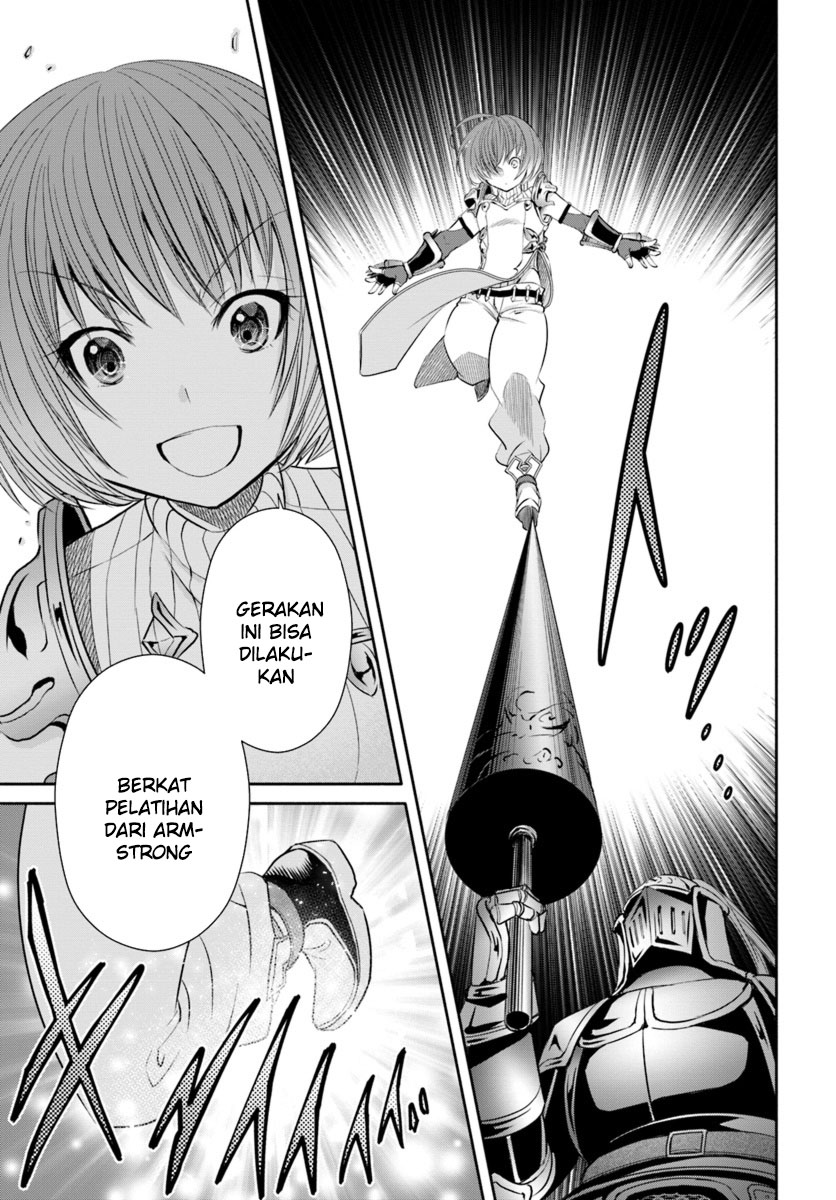 GERAKAN
INI BISA
DILAKU-
KAN
BERKAT
PELATIHAN
DARI ARM-
STRONG